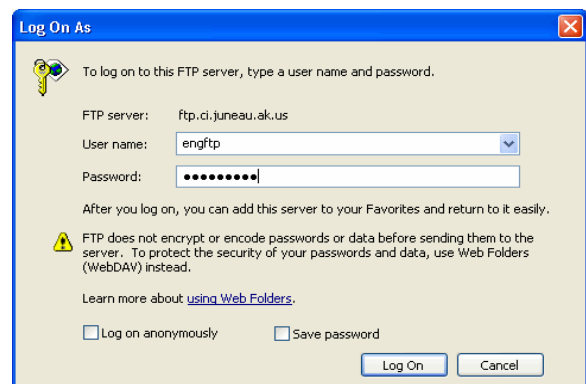 Log On As
To log on to this FTP server, type a user name and password.
FTP server: ftp.ci.juneau.ak.us
User name: engftp
Password: ●●●●●●●●●
After you log on, you can add this server to your Favorites and return to it easily.
FTP does not encrypt or encode passwords or data before sending them to the
server. To protect the security of your passwords and data, use Web Folders
(WebDAV) instead.
Learn more about using Web Folders.
Log on anonymously Save password
Log On Cancel